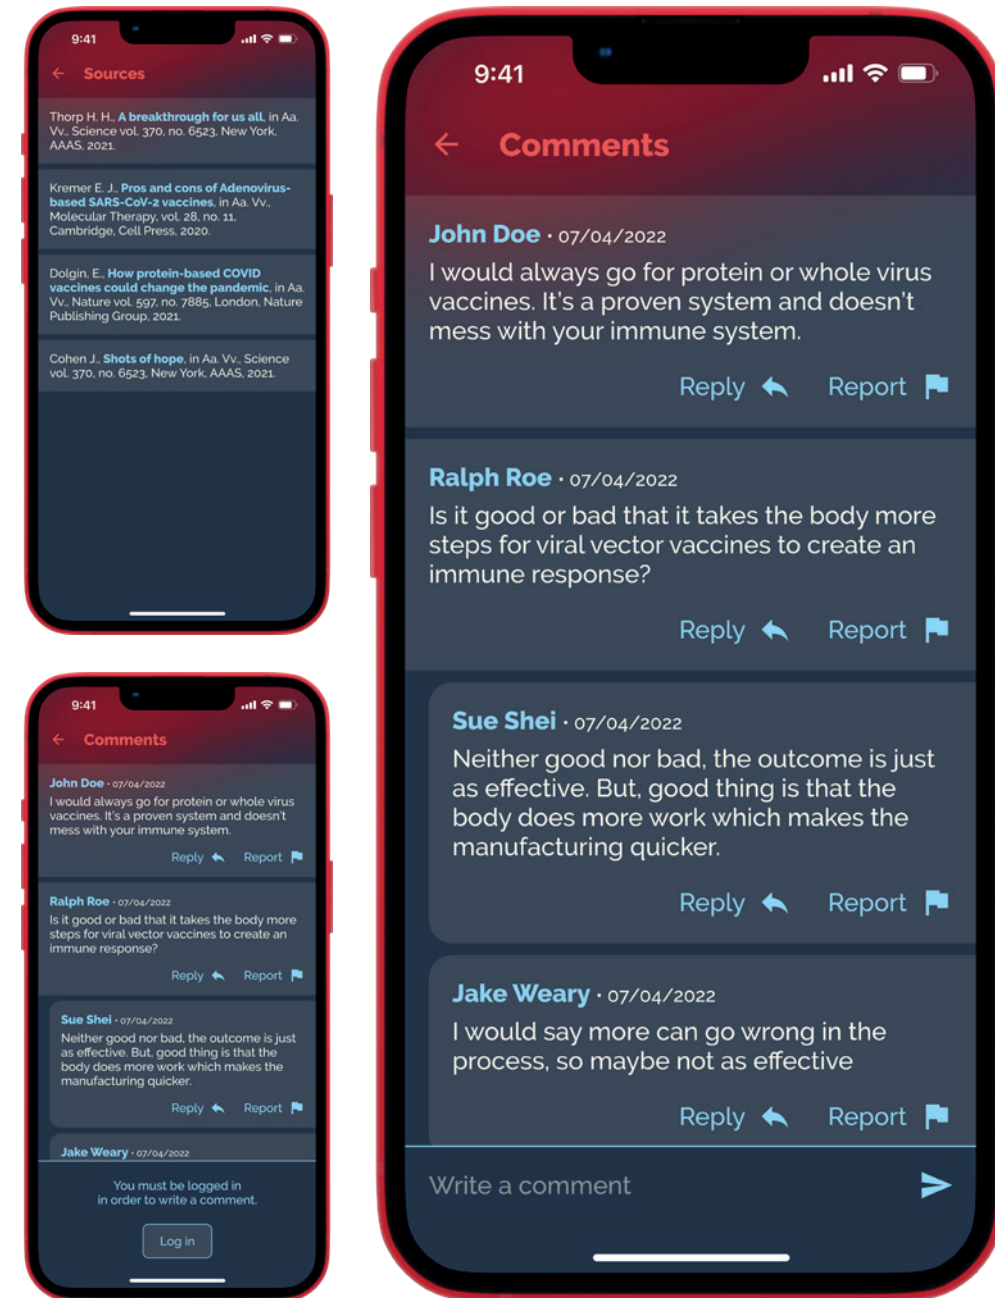 9:41
Sources
Thorp H. H., A breakthrough for us all, in Aa.
Vv., Science vol. 370, no. 6523, New York,
AAAS, 2021.
Kremer E. J., Pros and cons of Adenovirus-
based SARS-CoV-2 vaccines, in Aa. Vv.,
Molecular Therapy, vol. 28, no. 11,
Cambridge, Cell Press, 2020.
Dolgin, E., How protein-based COVID
vaccines could change the pandemic, in Aa.
Vv., Nature vol. 597, no. 7885, London, Nature
Publishing Group, 2021.
Cohen J., Shots of hope, in Aa. Vv., Science
vol. 370, no. 6523, New York, AAAS, 2021.
9:41
Comments
John Doe · 07/04/2022
I would always go for protein or whole virus
vaccines. It's a proven system and doesn't
mess with your immune system.
Reply Report
Ralph Roe · 07/04/2022
Is it good or bad that it takes the body more
steps for viral vector vaccines to create an
immune response?
Reply Report
Sue Shei · 07/04/2022
Neither good nor bad, the outcome is just
as effective. But, good thing is that the
body does more work which makes the
manufacturing quicker.
Reply Report
Jake Weary · 07/04/2022
You must be logged in
in order to write a comment.
Log in
9:41
Comments
John Doe · 07/04/2022
I would always go for protein or whole virus
vaccines. It's a proven system and doesn't
mess with your immune system.
Reply Report
Ralph Roe · 07/04/2022
Is it good or bad that it takes the body more
steps for viral vector vaccines to create an
immune response?
Reply Report
Sue Shei · 07/04/2022
Neither good nor bad, the outcome is just
as effective. But, good thing is that the
body does more work which makes the
manufacturing quicker.
Reply Report
Jake Weary · 07/04/2022
I would say more can go wrong in the
process, so maybe not as effective
Reply Report
Write a comment